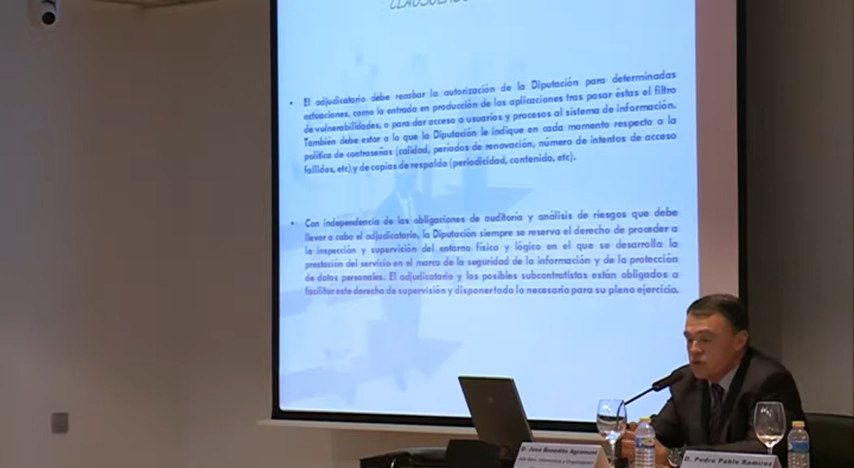 CLAUSULADO
• El adjudicatario debe recabar la autorización de la Diputación para determinadas
actuaciones, como la entrada en producción de las aplicaciones tras pasar éstas el filtro
de vulnerabilidades, o para dar acceso a usuarios y procesos al sistema de información.
También debe estar a lo que la Diputación le indique en cada momento respecto a la
política de contraseñas (calidad, periodos de renovación, número de intentos de acceso
fallidos, etc) y de copias de respaldo (periodicidad, contenido, etc).
• Con independencia de las obligaciones de auditoría y análisis de riesgos que debe
llevar a cabo el adjudicatario, la Diputación siempre se reserva el derecho de proceder a
la inspección y supervisión del entorno físico y lógico en el que se desarrolla la
prestación del servicio en el marco de la seguridad de la información y de la protección
de datos personales. El adjudicatario y los posibles subcontratistas están obligados a
facilitar este derecho de supervisión y disponer todo lo necesario para su pleno ejercicio.
D. José Benedito Agramunt
D. Pedro Pablo Ramírez